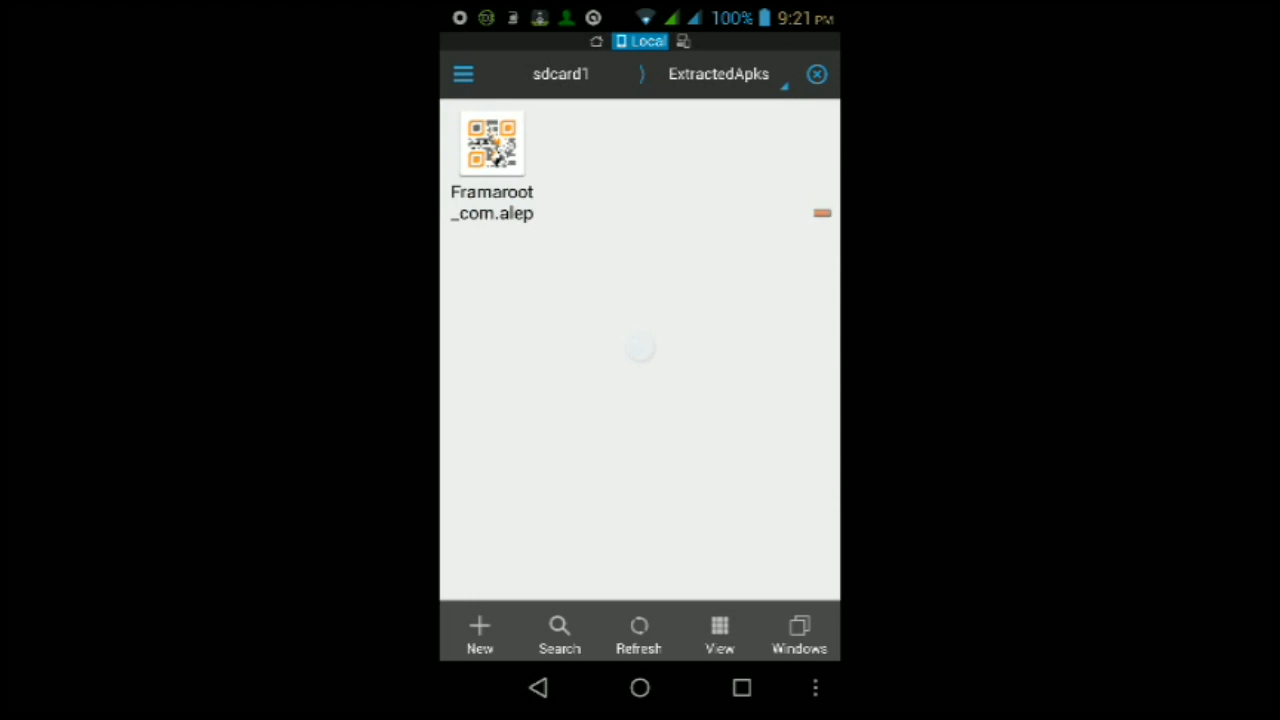 100% 9:21 PM
Local
sdcard1 ExtractedApks
Framaroot
_com.alep
New Search Refresh View Windows